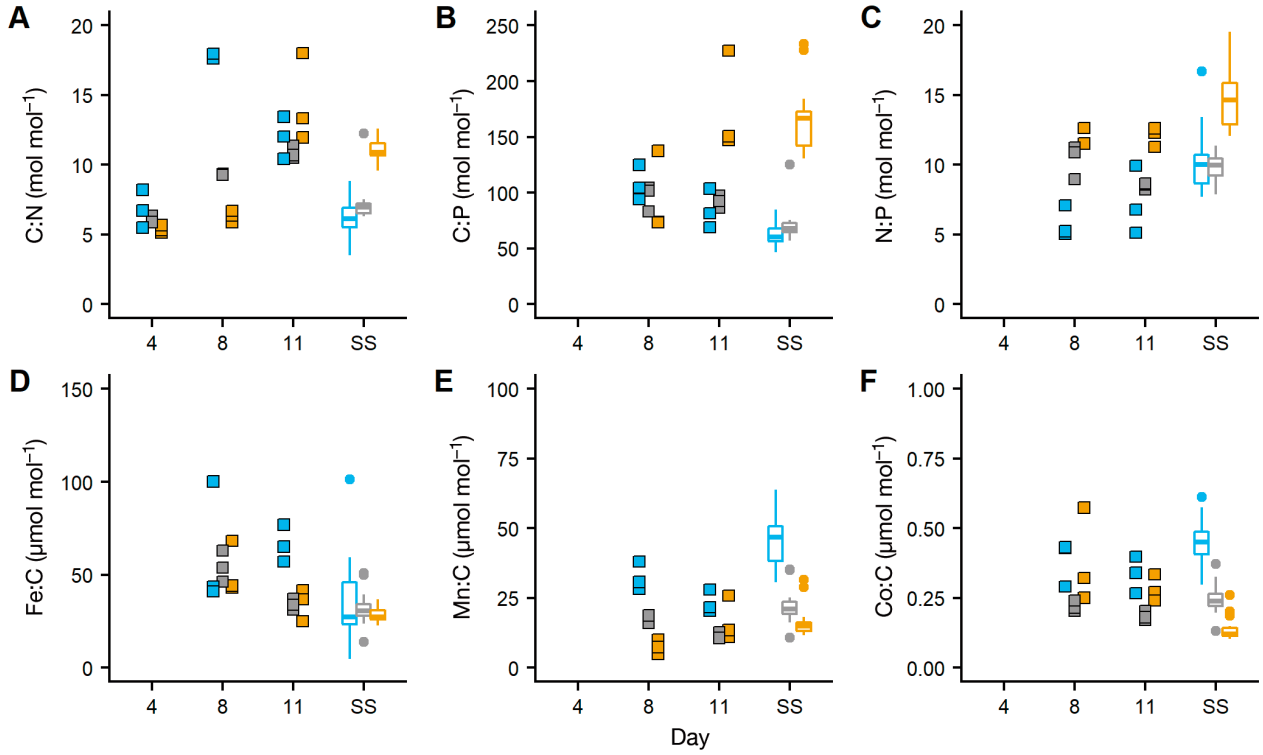 A
C:N (mol mol⁻¹)
20
15
10
5
0
4 8 11 SS
B
C:P (mol mol⁻¹)
250
200
150
100
50
0
4 8 11 SS
C
N:P (mol mol⁻¹)
20
15
10
5
0
4 8 11 SS
D
Fe:C (µmol mol⁻¹)
150
100
50
0
4 8 11 SS
E
Mn:C (µmol mol⁻¹)
100
75
50
25
0
4 8 11 SS
F
Co:C (µmol mol⁻¹)
1.00
0.75
0.50
0.25
0.00
4 8 11 SS
Day